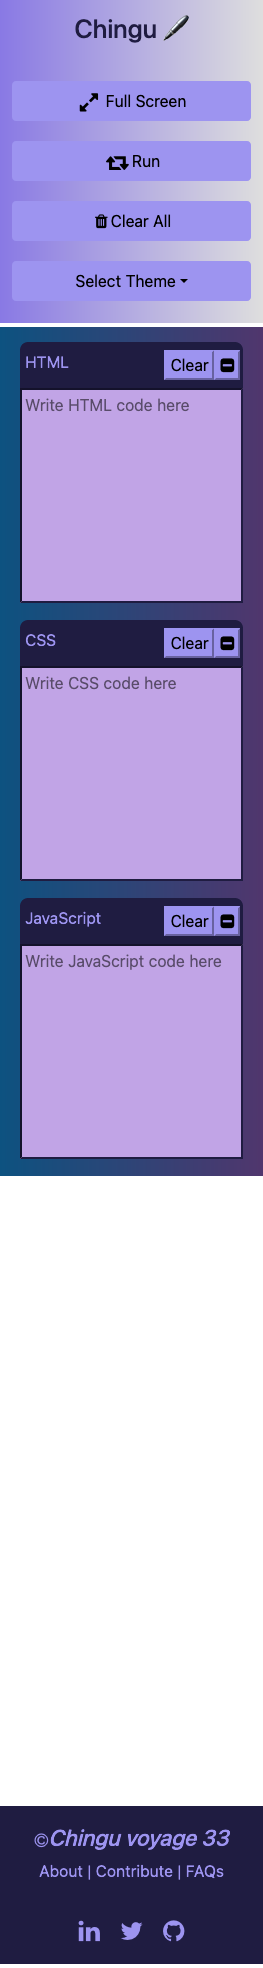 Chingu
Full Screen
Run
Clear All
Select Theme
HTML Clear
Write HTML code here
CSS Clear
Write CSS code here
JavaScript Clear
Write JavaScript code here
©Chingu voyage 33
About | Contribute | FAQs